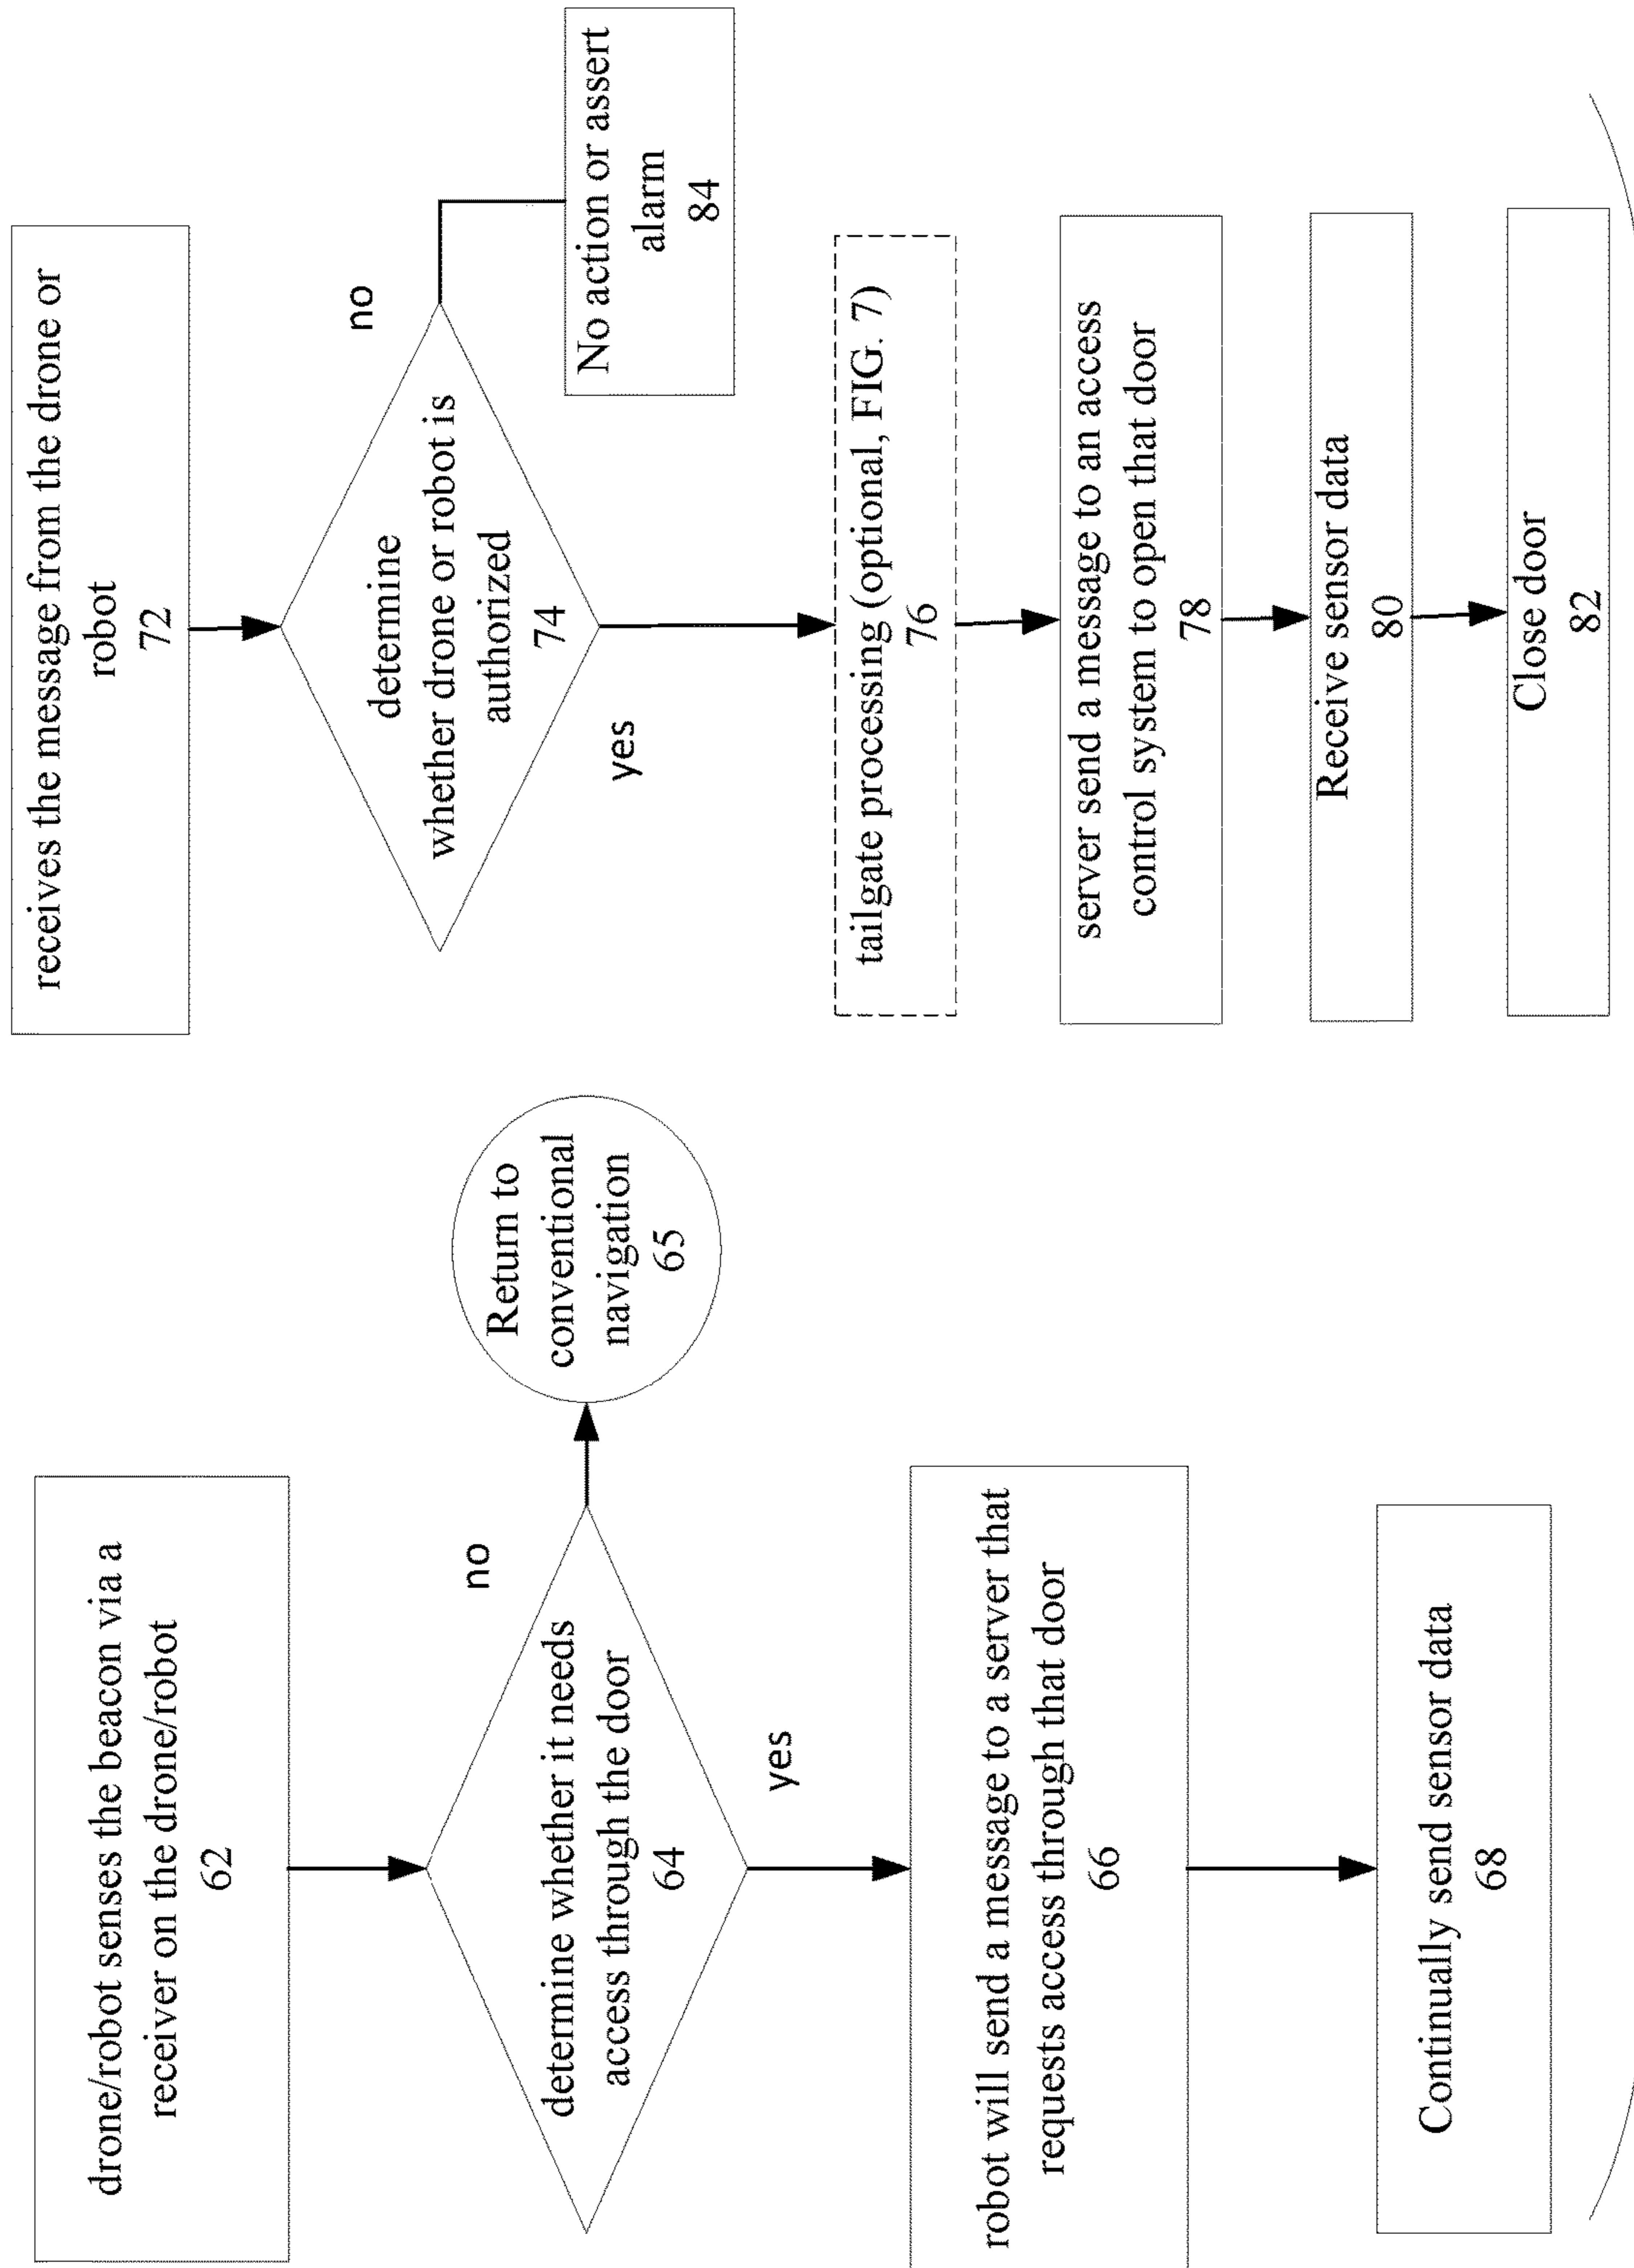 drone/robot senses the beacon via a
receiver on the drone/robot
62
determine whether it needs
access through the door
64
no
Return to
conventional
navigation
65
yes
robot will send a message to a server that
requests access through that door
66
Continually send sensor data
68
receives the message from the drone or
robot
72
determine
whether drone or robot is
authorized
74
no
No action or assert
alarm
84
yes
tailgate processing (optional, FIG. 7)
76
server send a message to an access
control system to open that door
78
Receive sensor data
80
Close door
82